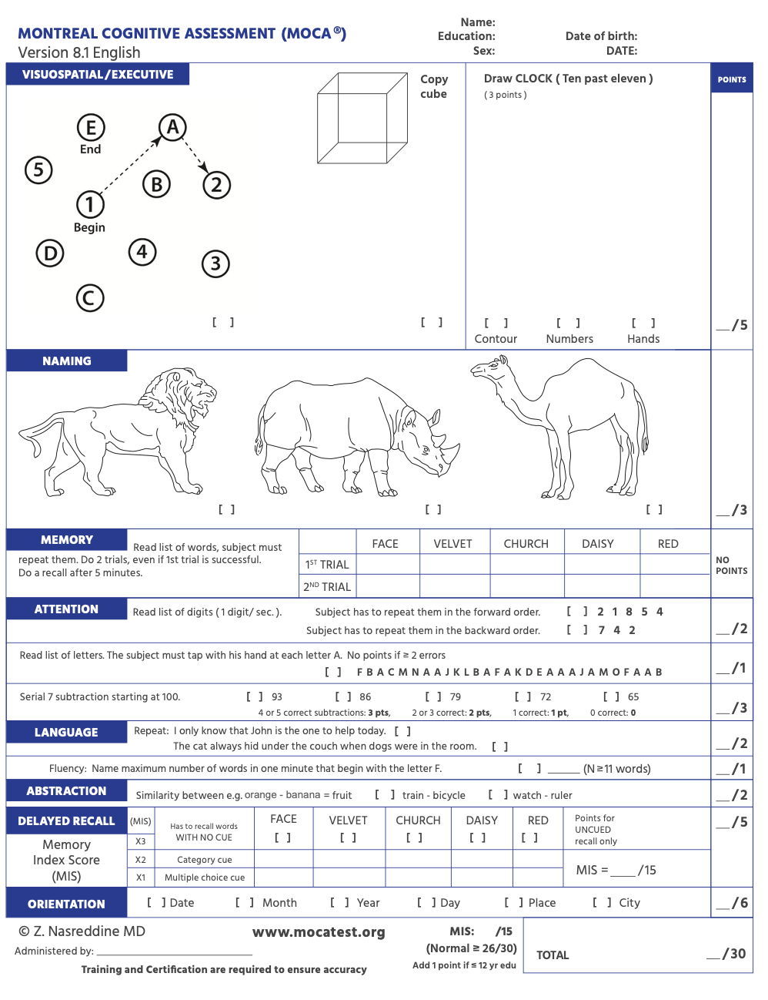 MONTREAL COGNITIVE ASSESSMENT (MOCA®)
Version 8.1 English
Name:
Education:
Sex:
Date of birth:
DATE:
VISUOSPATIAL/EXECUTIVE
Copy
cube
Draw CLOCK ( Ten past eleven )
( 3 points )
POINTS
E
End
A
5
B
2
1
Begin
D
4
3
C
[ ]
[ ]
[ ] [ ] [ ]
Contour Numbers Hands
__/5
NAMING
[ ] [ ] [ ]
__/3
MEMORY
Read list of words, subject must
repeat them. Do 2 trials, even if 1st trial is successful.
Do a recall after 5 minutes.
FACE VELVET CHURCH DAISY RED
1ST TRIAL
2ND TRIAL
NO
POINTS
ATTENTION
Read list of digits ( 1 digit/ sec. ).
Subject has to repeat them in the forward order. [ ] 2 1 8 5 4
Subject has to repeat them in the backward order. [ ] 7 4 2
__/2
Read list of letters. The subject must tap with his hand at each letter A. No points if ≥ 2 errors
[ ] F B A C M N A A J K L B A F A K D E A A A J A M O F A A B
__/1
Serial 7 subtraction starting at 100. [ ] 93 [ ] 86 [ ] 79 [ ] 72 [ ] 65
4 or 5 correct subtractions: 3 pts, 2 or 3 correct: 2 pts, 1 correct: 1 pt, 0 correct: 0
__/3
LANGUAGE
Repeat: I only know that John is the one to help today. [ ]
The cat always hid under the couch when dogs were in the room. [ ]
__/2
Fluency: Name maximum number of words in one minute that begin with the letter F. [ ] _____ (N ≥ 11 words)
__/1
ABSTRACTION
Similarity between e.g. orange - banana = fruit [ ] train - bicycle [ ] watch - ruler
__/2
DELAYED RECALL
Memory
Index Score
(MIS)
(MIS)
X3
X2
X1
Has to recall words
WITH NO CUE
Category cue
Multiple choice cue
FACE VELVET CHURCH DAISY RED
[ ] [ ] [ ] [ ] [ ]
Points for
UNCUED
recall only
MIS = ____ /15
__/5
ORIENTATION
[ ] Date [ ] Month [ ] Year [ ] Day [ ] Place [ ] City
__/6
© Z. Nasreddine MD
www.mocatest.org
MIS: /15
(Normal ≥ 26/30)
Add 1 point if ≤ 12 yr edu
Administered by: ____________________
Training and Certification are required to ensure accuracy
TOTAL
__/30